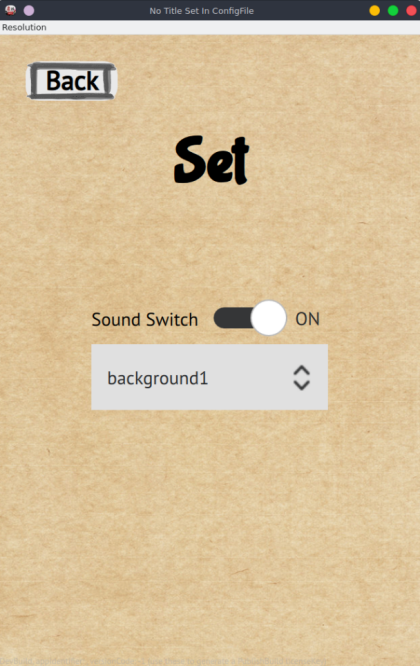 No Title Set In ConfigFile
Resolution
Back
Set
Sound Switch ON
background1